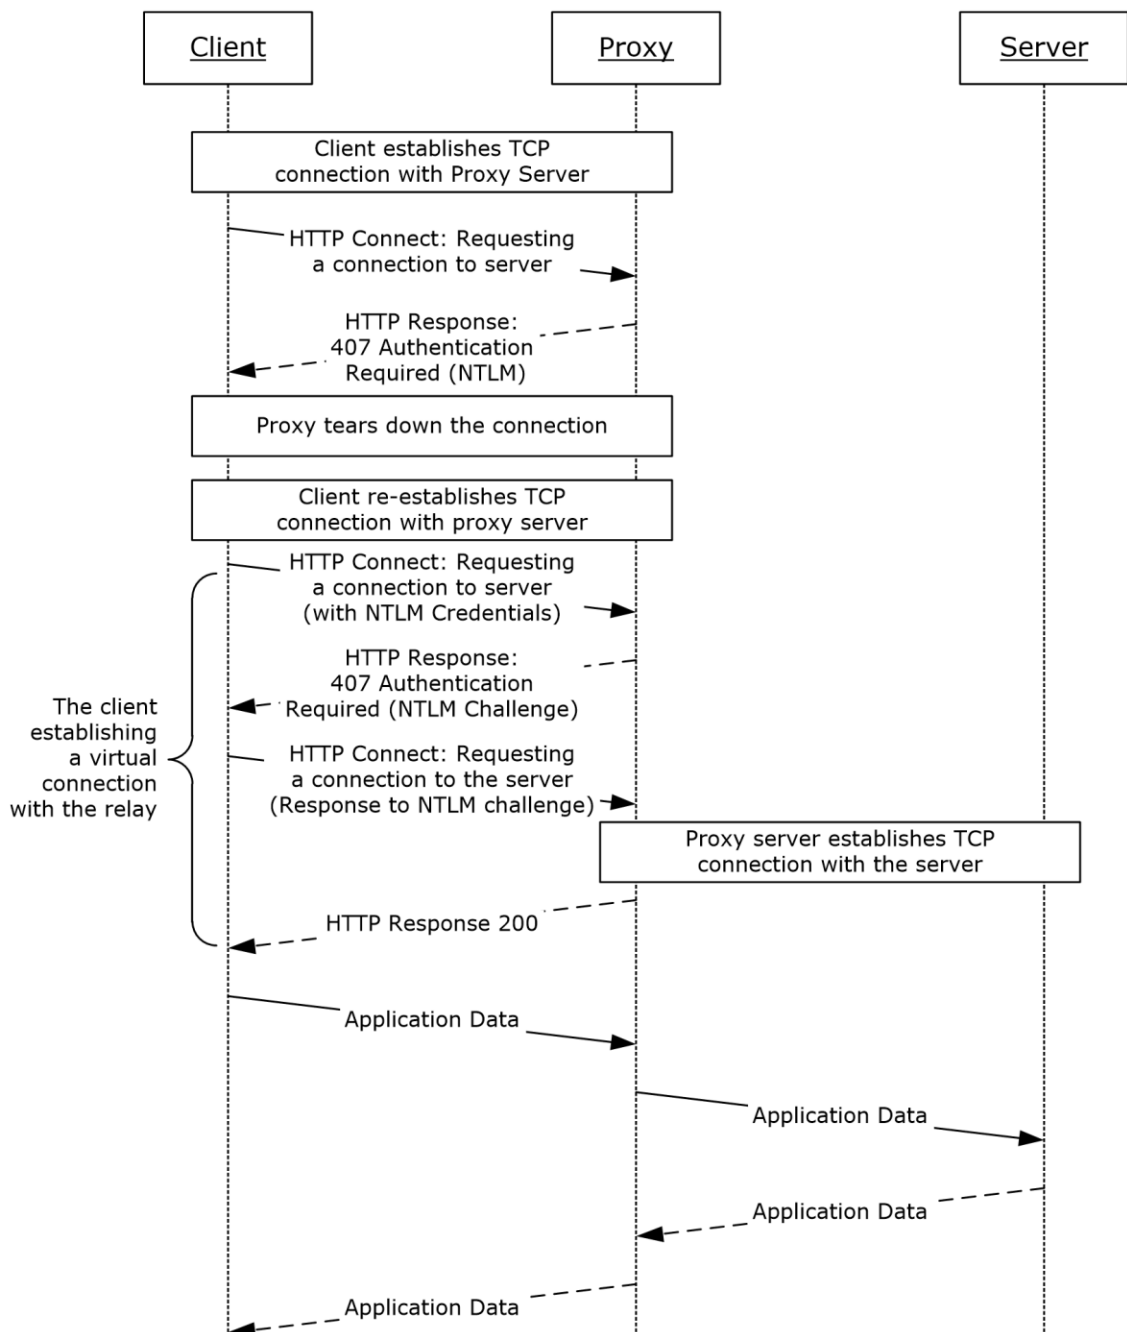 Client
Proxy
Server
Client establishes TCP
connection with Proxy Server
HTTP Connect: Requesting
a connection to server
HTTP Response:
407 Authentication
Required (NTLM)
Proxy tears down the connection
Client re-establishes TCP
connection with proxy server
HTTP Connect: Requesting
a connection to server
(with NTLM Credentials)
HTTP Response:
407 Authentication
Required (NTLM Challenge)
The client
establishing
a virtual
connection
with the relay
HTTP Connect: Requesting
a connection to the server
(Response to NTLM challenge)
Proxy server establishes TCP
connection with the server
HTTP Response 200
Application Data
Application Data
Application Data
Application Data